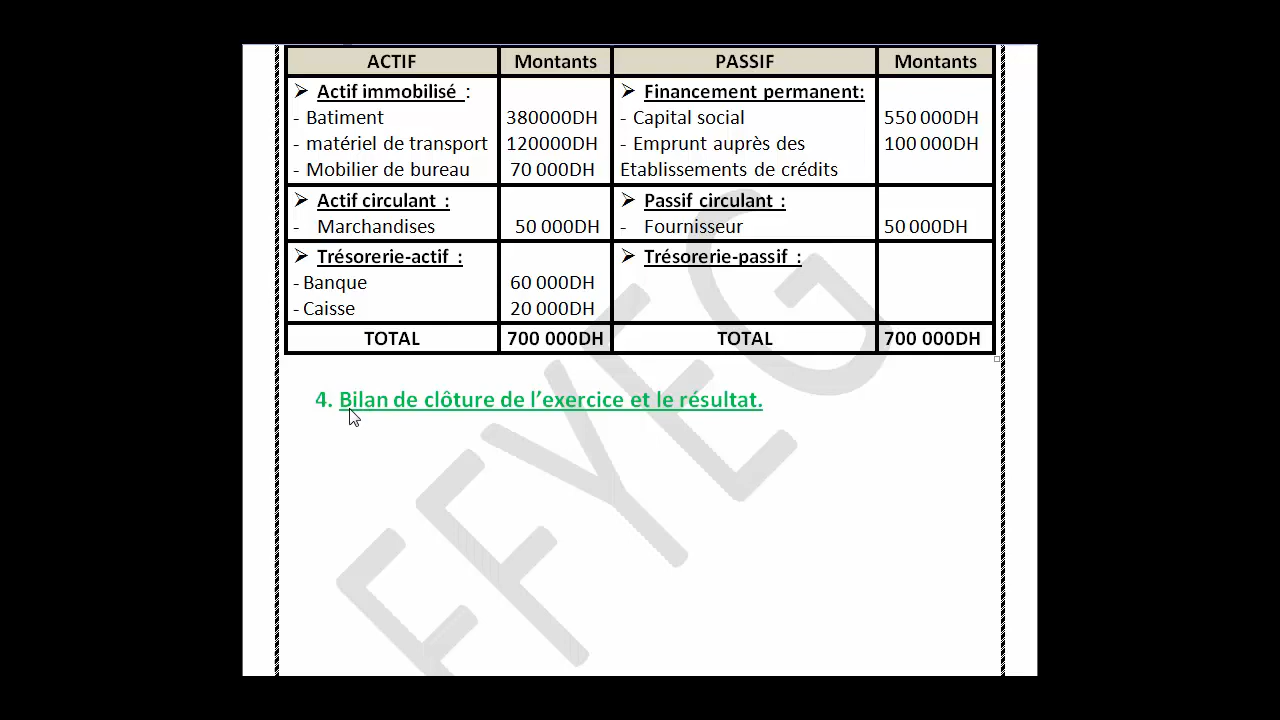 ACTIF Montants PASSIF Montants
➢ Actif immobilisé : ➢ Financement permanent:
- Batiment 380000DH - Capital social 550 000DH
- matériel de transport 120000DH - Emprunt auprès des 100 000DH
- Mobilier de bureau 70 000DH Etablissements de crédits
➢ Actif circulant : ➢ Passif circulant :
- Marchandises 50 000DH - Fournisseur 50 000DH
➢ Trésorerie-actif : ➢ Trésorerie-passif :
- Banque 60 000DH
- Caisse 20 000DH
TOTAL 700 000DH TOTAL 700 000DH
4. Bilan de clôture de l’exercice et le résultat.